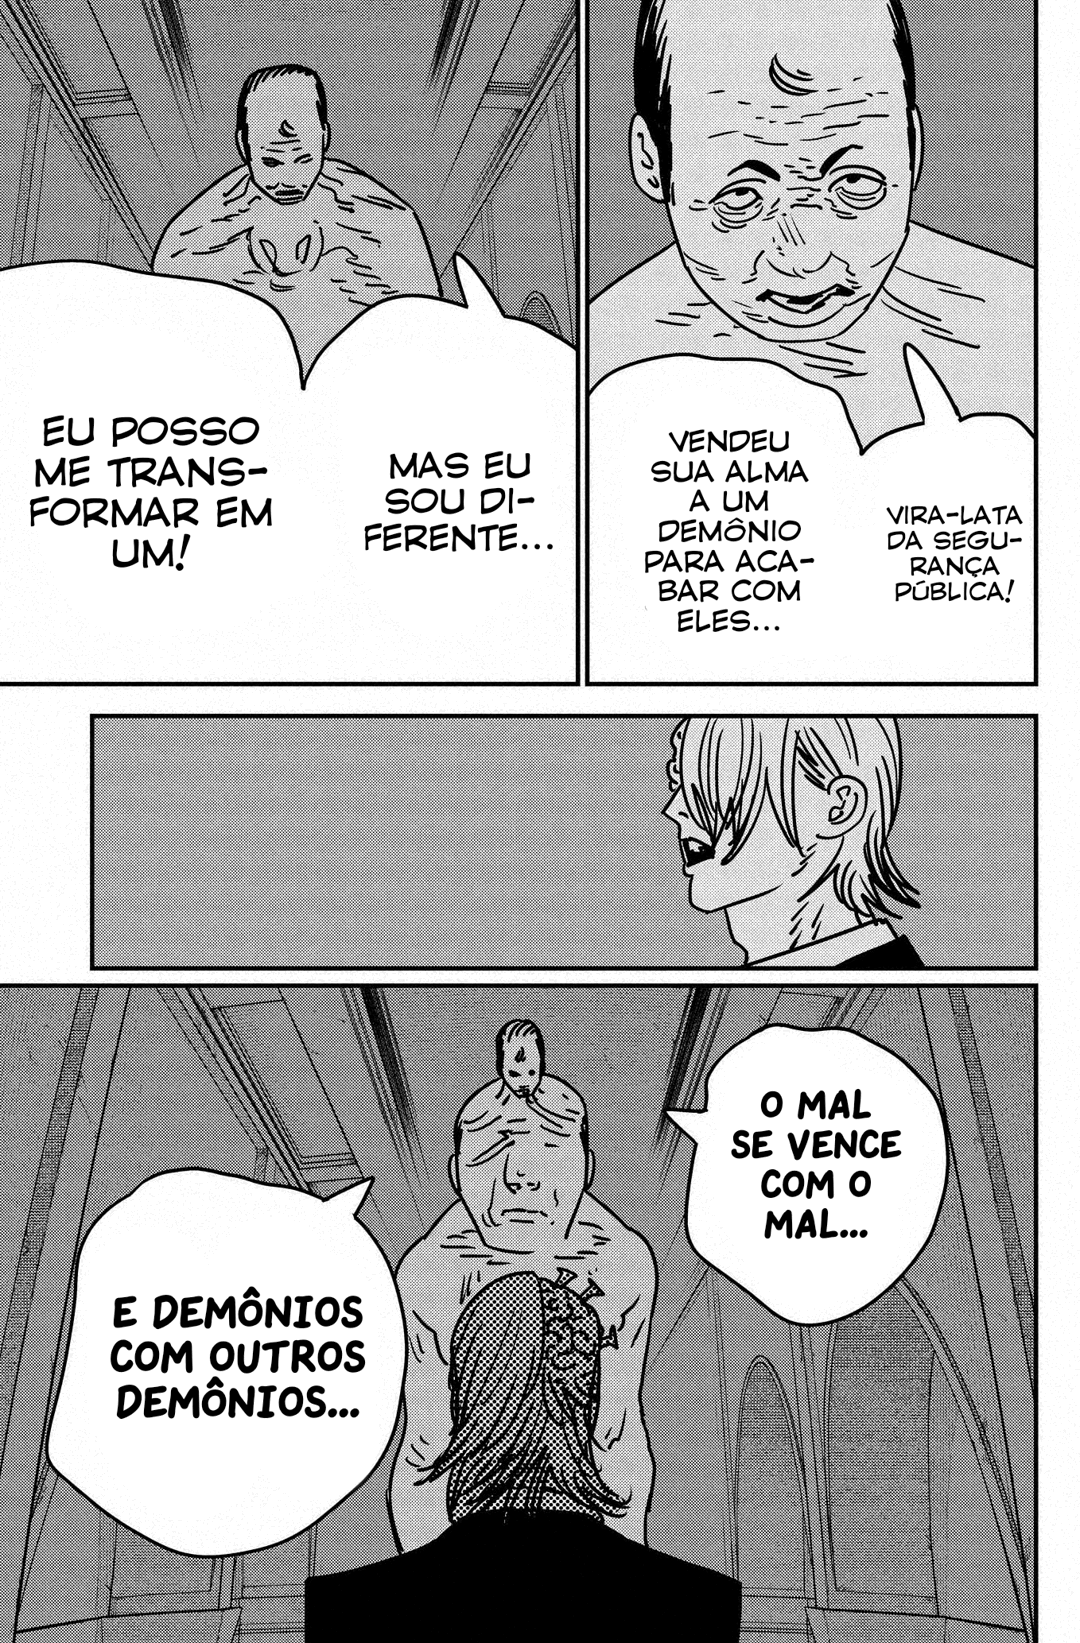 VIRA-LATA
DA SEGU-
RANÇA
PÚBLICA!
VENDEU
SUA ALMA
A UM
DEMÔNIO
PARA ACA-
BAR COM
ELES...
MAS EU
SOU DI-
FERENTE...
EU POSSO
ME TRANS-
FORMAR EM
UM!
O MAL
SE VENCE
COM O
MAL...
E DEMÔNIOS
COM OUTROS
DEMÔNIOS...